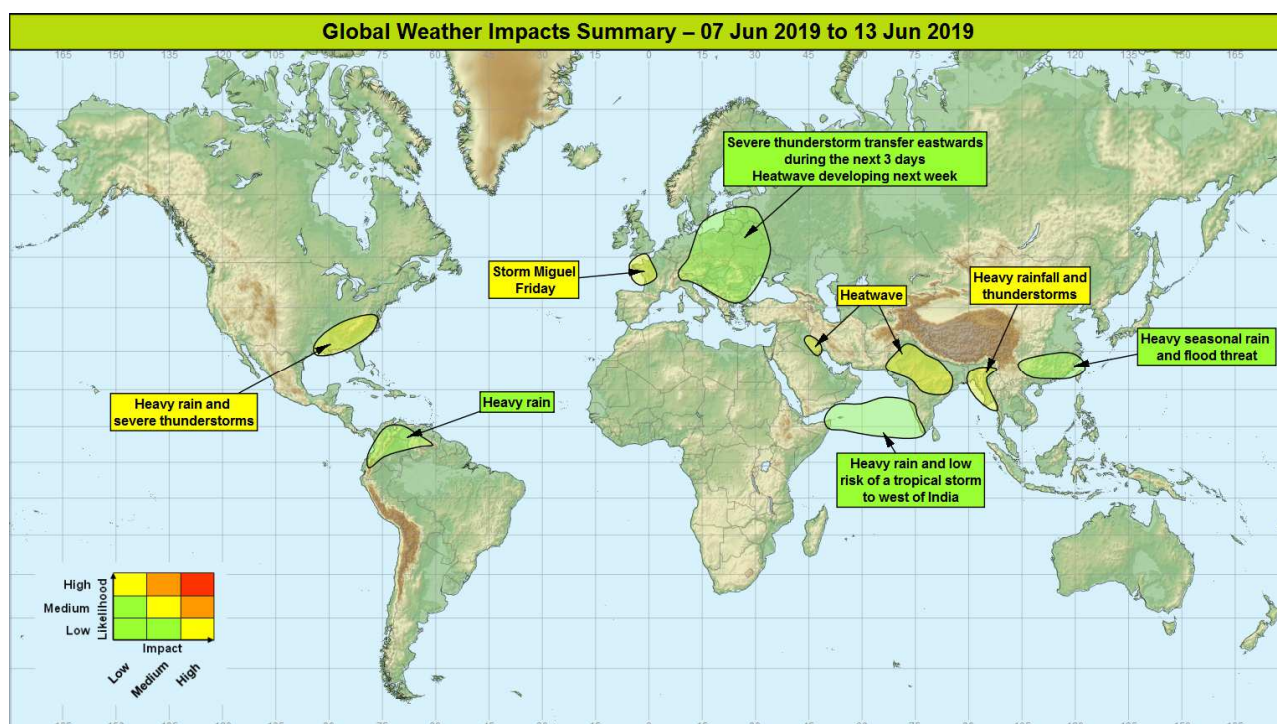 Global Weather Impacts Summary – 07 Jun 2019 to 13 Jun 2019
165 135 105 90 75 60 45 30 15 0 15 30 45 60 75 90 105 120 135 165
Severe thunderstorm transfer eastwards
during the next 3 days
Heatwave developing next week
Storm Miguel
Friday
Heatwave
Heavy rainfall and
thunderstorms
Heavy seasonal rain
and flood threat
Heavy rain and
severe thunderstorms
Heavy rain
Heavy rain and low
risk of a tropical storm
to west of India
High
Medium
Low
Likelihood
Impact
Low
Medium
High